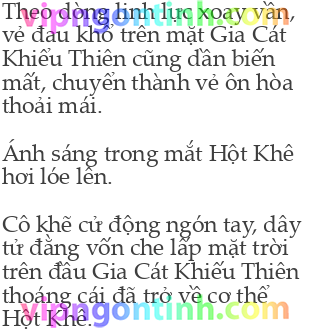 vipngontinh.com
Theo dòng linh lực xoay vần,
vẻ đau khổ trên mặt Gia Cát
Khiếu Thiên cũng dần biến
mất, chuyển thành vẻ ôn hòa
thoải mái.
Ánh sáng trong mắt Hột Khê
hơi lóe lên.
Cô khẽ cử động ngón tay, dây
tử đằng vốn che lấp mặt trời
trên đầu Gia Cát Khiếu Thiên
thoáng cái đã trở về cơ thể
vipngontinh.com
Hột Khê.